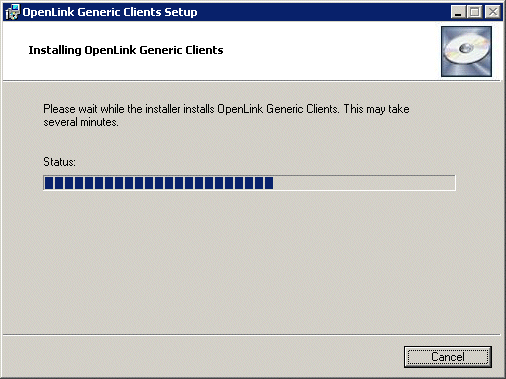 OpenLink Generic Clients Setup
Installing OpenLink Generic Clients
Please wait while the installer installs OpenLink Generic Clients. This may take
several minutes.
Status:
Cancel